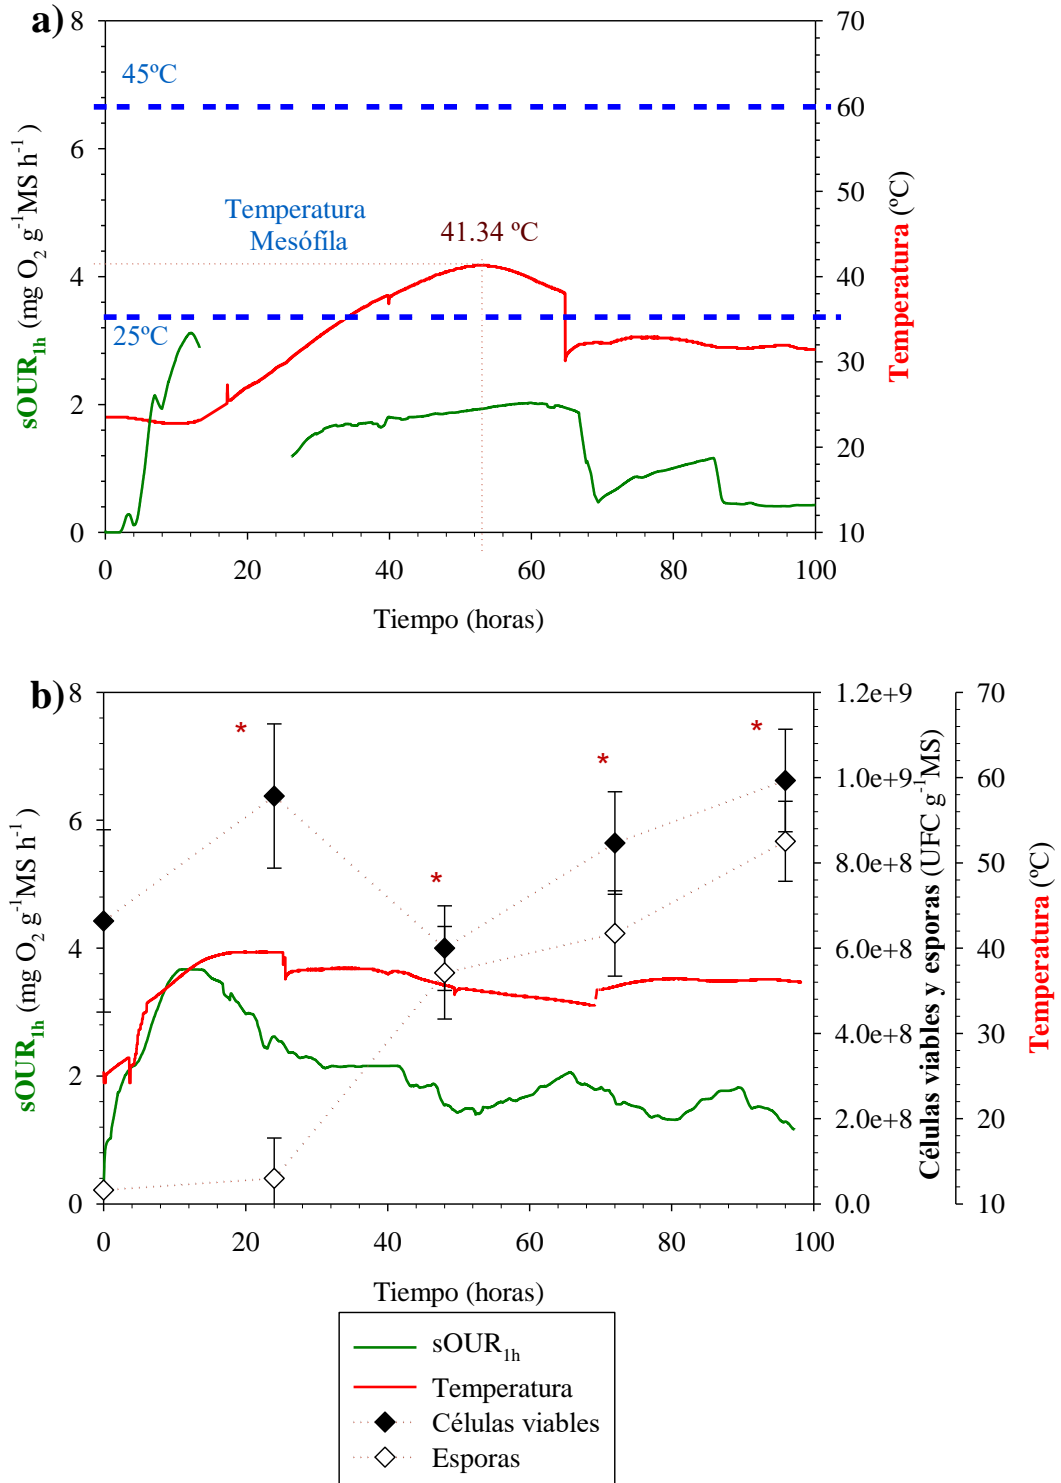 a)
8
6
4
2
0
sOUR1h (mg O2 g-1MS h-1)
70
60
50
40
30
20
10
Temperatura (ºC)
45ºC
Temperatura
Mesófila
41.34 ºC
25ºC
0 20 40 60 80 100
Tiempo (horas)
b)
8
6
4
2
0
sOUR1h (mg O2 g-1MS h-1)
* * * *
1.2e+9
1.0e+9
8.0e+8
6.0e+8
4.0e+8
2.0e+8
0.0
Células viables y esporas (UFC g-1MS)
70
60
50
40
30
20
10
Temperatura (ºC)
0 20 40 60 80 100
Tiempo (horas)
sOUR1h
Temperatura
Células viables
Esporas